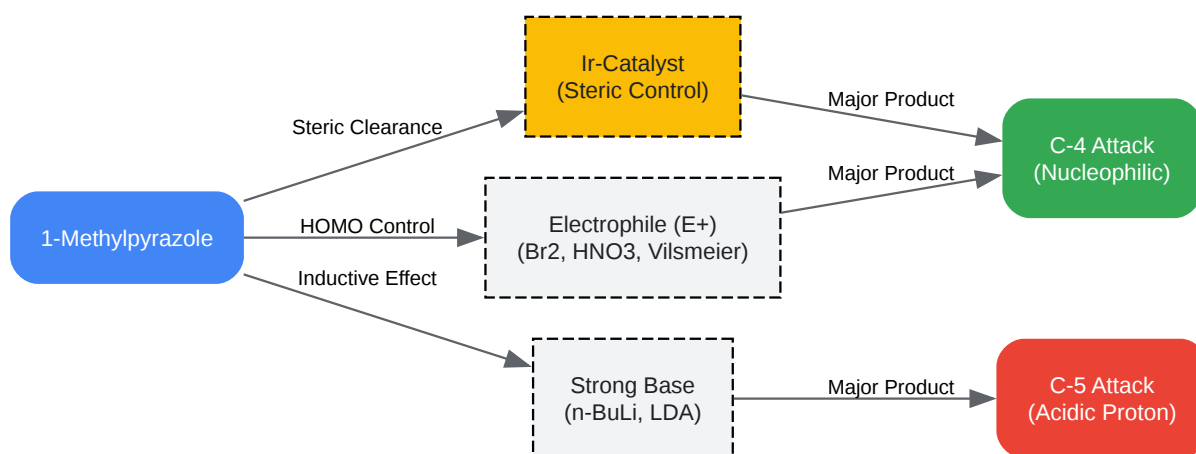 Ir-Catalyst
(Steric Control)
Major Product
Steric Clearance
C-4 Attack
(Nucleophilic)
Major Product
1-Methylpyrazole
HOMO Control
Electrophile (E+)
(Br2, HNO3, Vilsmeier)
Inductive Effect
Strong Base
(n-BuLi, LDA)
Major Product
C-5 Attack
(Acidic Proton)